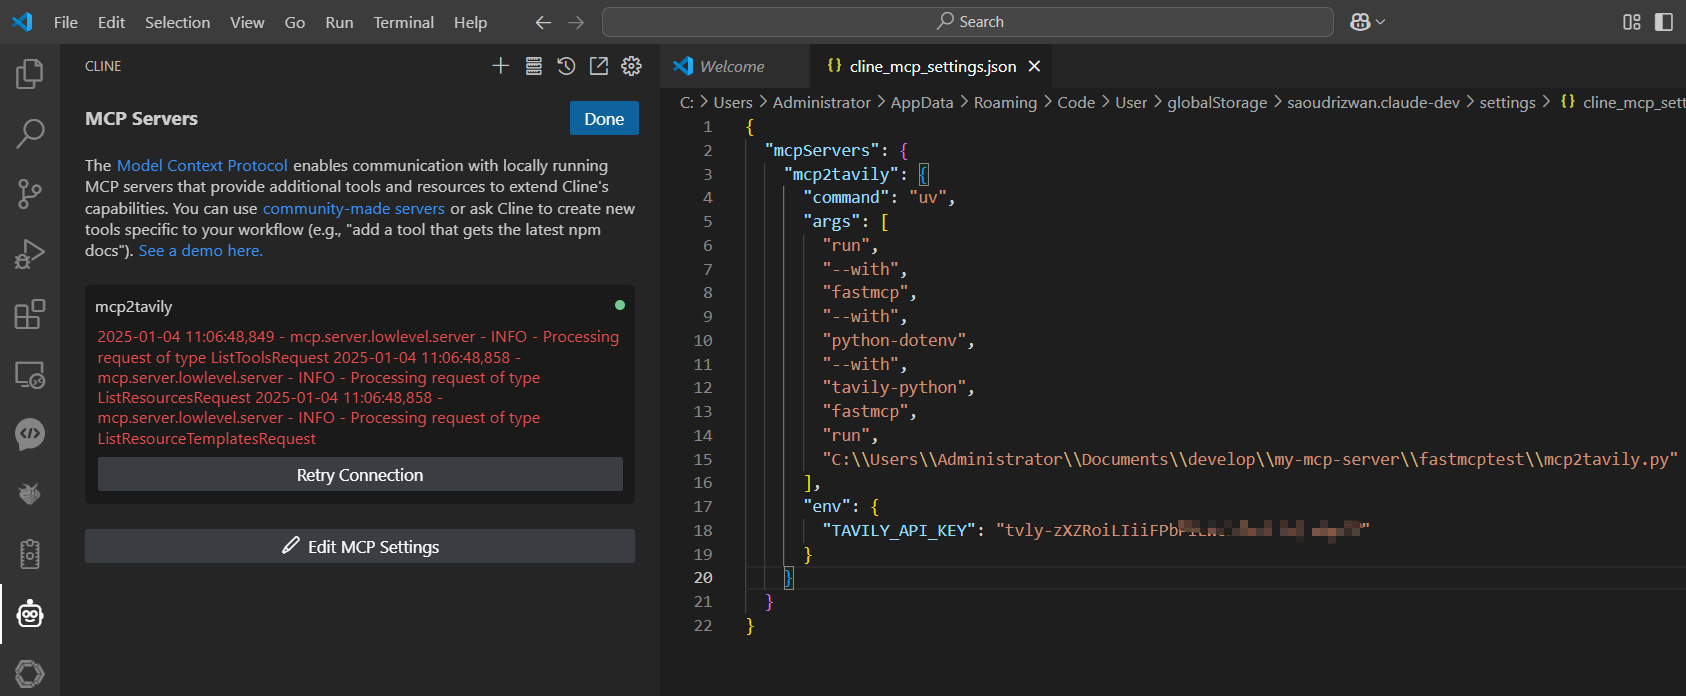 File Edit Selection View Go Run Terminal Help
Search
CLINE
MCP Servers
Done
The Model Context Protocol enables communication with locally running
MCP servers that provide additional tools and resources to extend Cline's
capabilities. You can use community-made servers or ask Cline to create new
tools specific to your workflow (e.g., "add a tool that gets the latest npm
docs"). See a demo here.
mcp2tavily
2025-01-04 11:06:48,849 - mcp.server.lowlevel.server - INFO - Processing
request of type ListToolsRequest 2025-01-04 11:06:48,858 -
mcp.server.lowlevel.server - INFO - Processing request of type
ListResourcesRequest 2025-01-04 11:06:48,858 -
mcp.server.lowlevel.server - INFO - Processing request of type
ListResourceTemplatesRequest
Retry Connection
Edit MCP Settings
Welcome
{} cline_mcp_settings.json
C: > Users > Administrator > AppData > Roaming > Code > User > globalStorage > saoudrizwan.claude-dev > settings > {} cline_mcp_sett
1 {
2 "mcpServers": {
3 "mcp2tavily": {
4 "command": "uv",
5 "args": [
6 "run",
7 "--with",
8 "fastmcp",
9 "--with",
10 "python-dotenv",
11 "--with",
12 "tavily-python",
13 "fastmcp",
14 "run",
15 "C:\\Users\\Administrator\\Documents\\develop\\my-mcp-server\\fastmcptest\\mcp2tavily.py"
16 ],
17 "env": {
18 "TAVILY_API_KEY": "
19 }
20 }
21 }
22 }